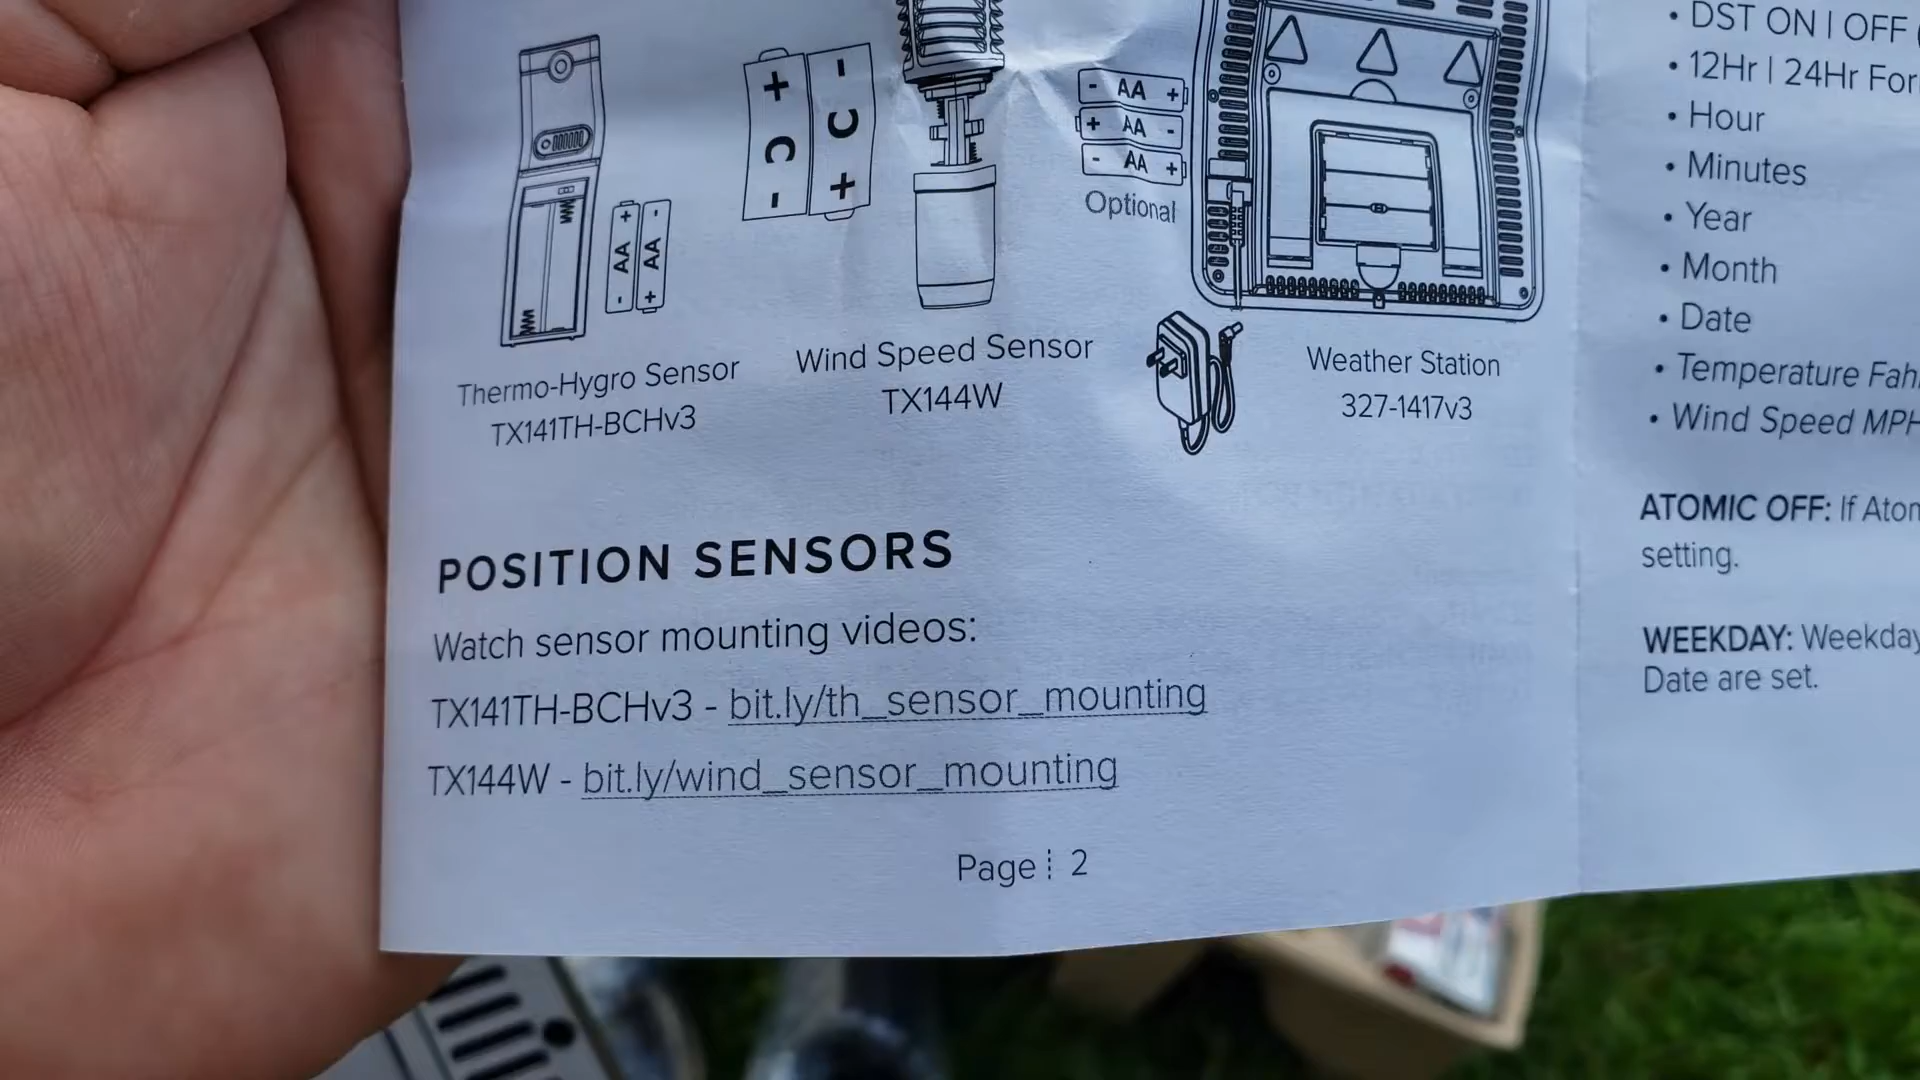 + - C C - +
- AA +
+ AA -
- AA +
Optional
+ - AA AA - +
Thermo-Hygro Sensor
TX141TH-BCHv3
Wind Speed Sensor
TX144W
Weather Station
327-1417v3
POSITION SENSORS
Watch sensor mounting videos:
TX141TH-BCHv3 - bit.ly/th_sensor_mounting
TX144W - bit.ly/wind_sensor_mounting
Page ┊ 2
• DST ON | OFF (
• 12Hr | 24Hr For
• Hour
• Minutes
• Year
• Month
• Date
• Temperature Fah
• Wind Speed MPH
ATOMIC OFF: If Atom
setting.
WEEKDAY: Weekday
Date are set.